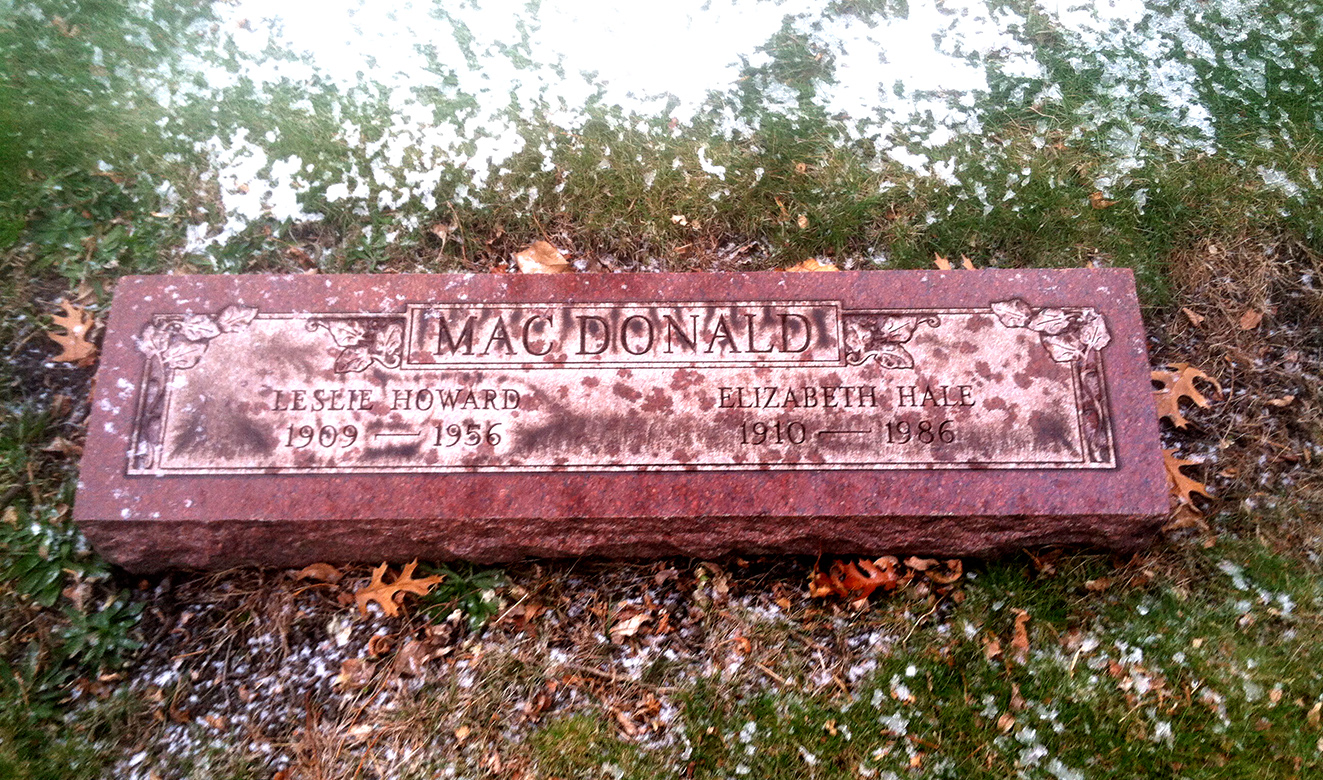 MAC DONALD
LESLIE HOWARD
1909 — 1956
ELIZABETH HALE
1910 — 1986